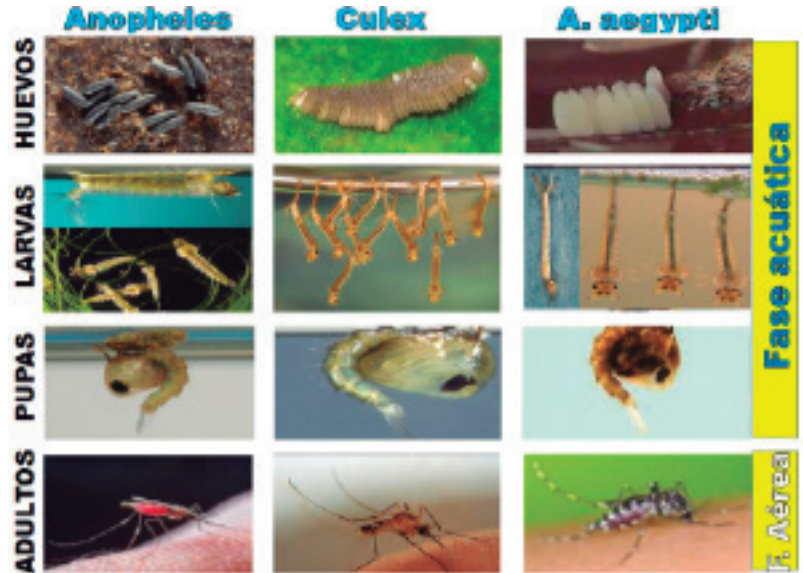 Anopheles
Culex
A. aegypti
HUEVOS
LARVAS
PUPAS
ADULTOS
Fase acuática
F. Aérea